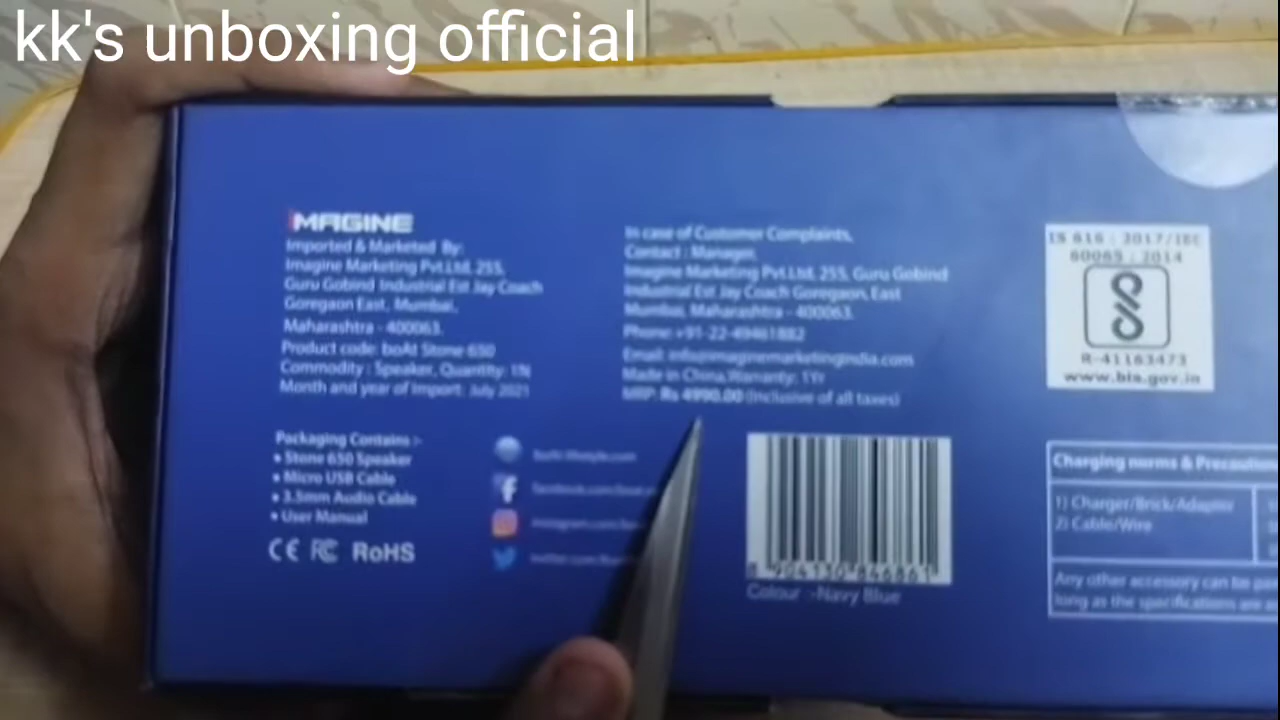 kk's unboxing official
IMAGINE
Imported & Marketed By:
Imagine Marketing Pvt.Ltd. 255,
Guru Gobind Industrial Est Jay Coach
Goregaon East, Mumbai,
Maharashtra - 400063.
Product code: boAt Stone 650
Commodity : Speaker, Quantity: 1N
Month and year of Import: July 2021
In case of Customer Complaints,
Contact : Manager,
Imagine Marketing Pvt.Ltd. 255, Guru Gobind
Industrial Est Jay Coach Goregaon, East
Mumbai, Maharashtra - 400063.
Phone: +91-22-49461882
Email: info@imaginemarketingindia.com
Made in China,Warranty: 1Yr
MRP: Rs 4990.00 (Inclusive of all taxes)
IS 616 : 2017/IEC
60065 : 2014
R-41163473
www.bis.gov.in
Packaging Contains :-
• Stone 650 Speaker
• Micro USB Cable
• 3.5mm Audio Cable
• User Manual
CE FC RoHS
boAt-lifestyle.com
Colour :-Navy Blue
Charging norms &
1) Charger/Brick/Adapter
2) Cable/Wire
Any other accessory can be
long as the specifications are